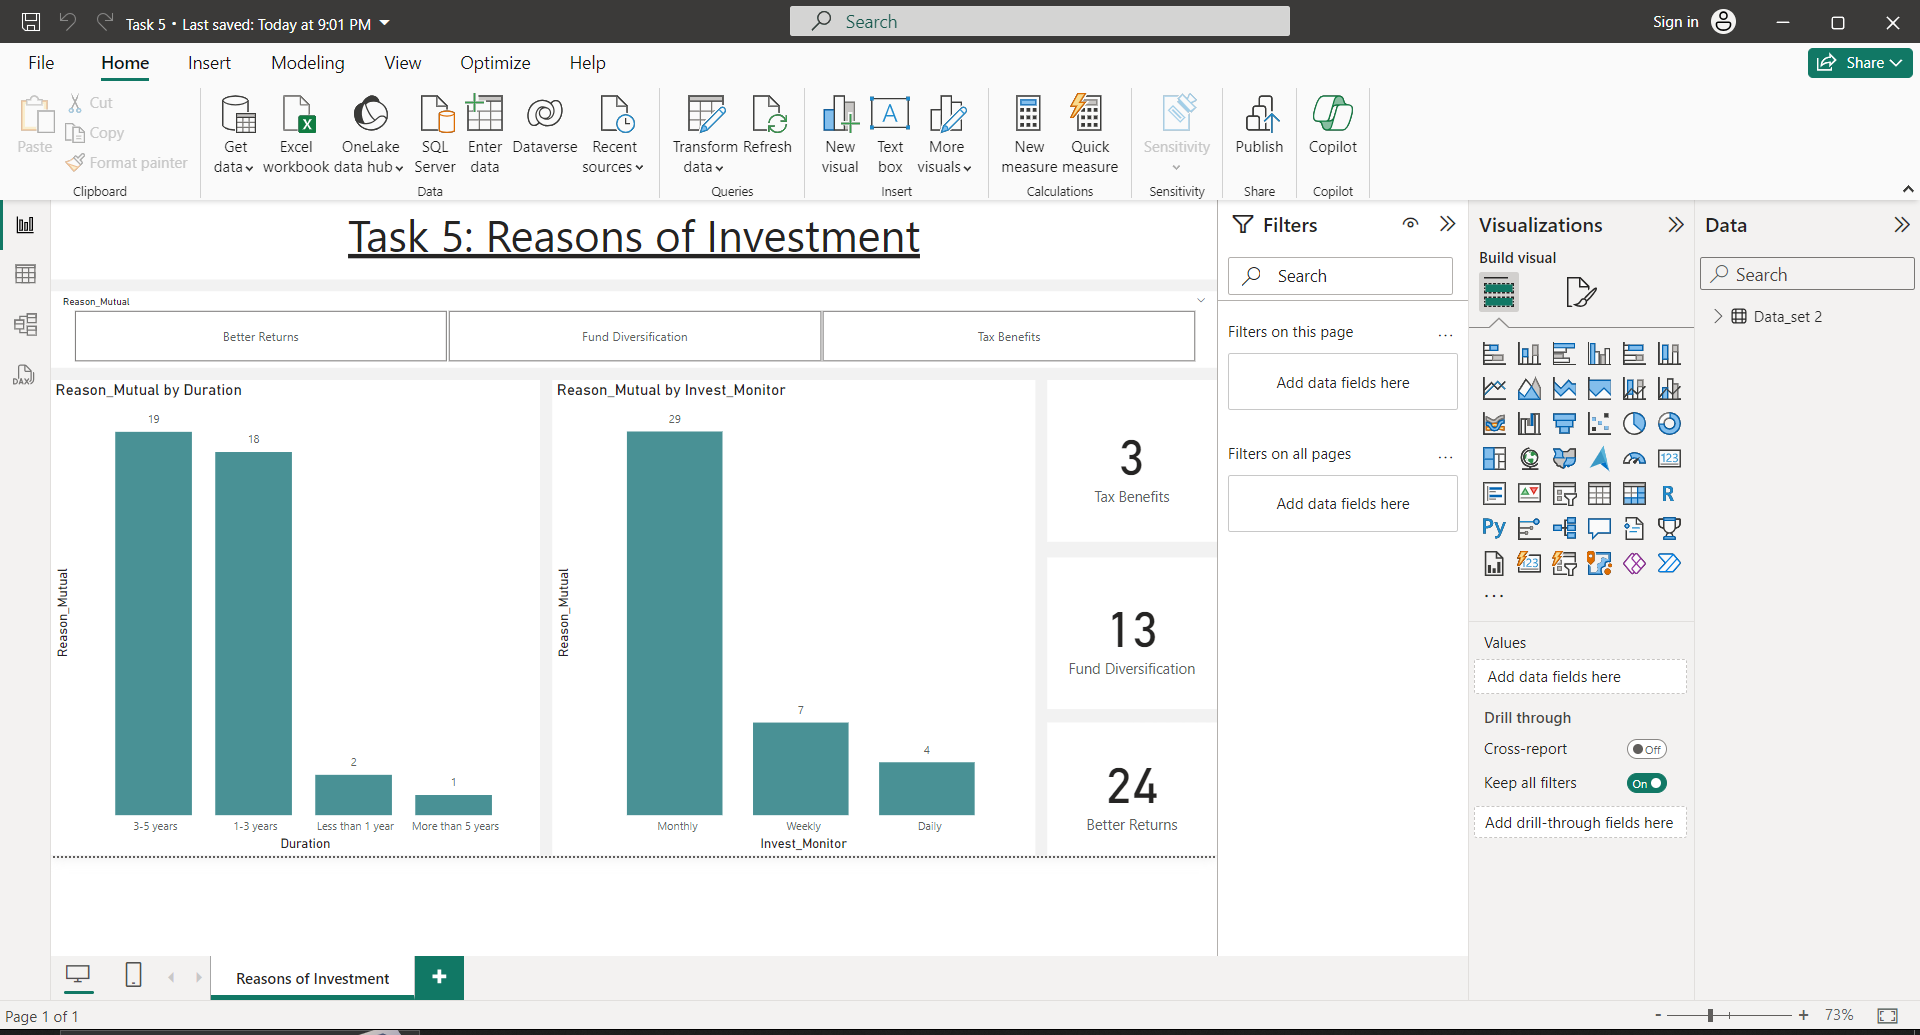 Task 5 • Last saved: Today at 9:01 PM
Search
Sign in
File Home Insert Modeling View Optimize Help
Share
Paste
Cut
Copy
Format painter
Clipboard
Get data
Excel workbook
OneLake data hub
SQL Server
Enter data
Dataverse
Recent sources
Data
Transform data
Refresh
Queries
New visual
Text box
More visuals
Insert
New measure
Quick measure
Calculations
Sensitivity
Sensitivity
Publish
Share
Copilot
Copilot
DAX
Task 5: Reasons of Investment
Reason_Mutual
Better Returns
Fund Diversification
Tax Benefits
Reason_Mutual by Duration
Reason_Mutual
19
18
2
1
3-5 years
1-3 years
Less than 1 year
More than 5 years
Duration
Reason_Mutual by Invest_Monitor
Reason_Mutual
29
7
4
Monthly
Weekly
Daily
Invest_Monitor
3
Tax Benefits
13
Fund Diversification
24
Better Returns
Filters
Search
Filters on this page
...
Add data fields here
Filters on all pages
...
Add data fields here
Visualizations
Build visual
123
R
Py
123
...
Values
Add data fields here
Drill through
Cross-report
Off
Keep all filters
On
Add drill-through fields here
Data
Search
Data_set 2
Reasons of Investment
+
Page 1 of 1
- + 73%